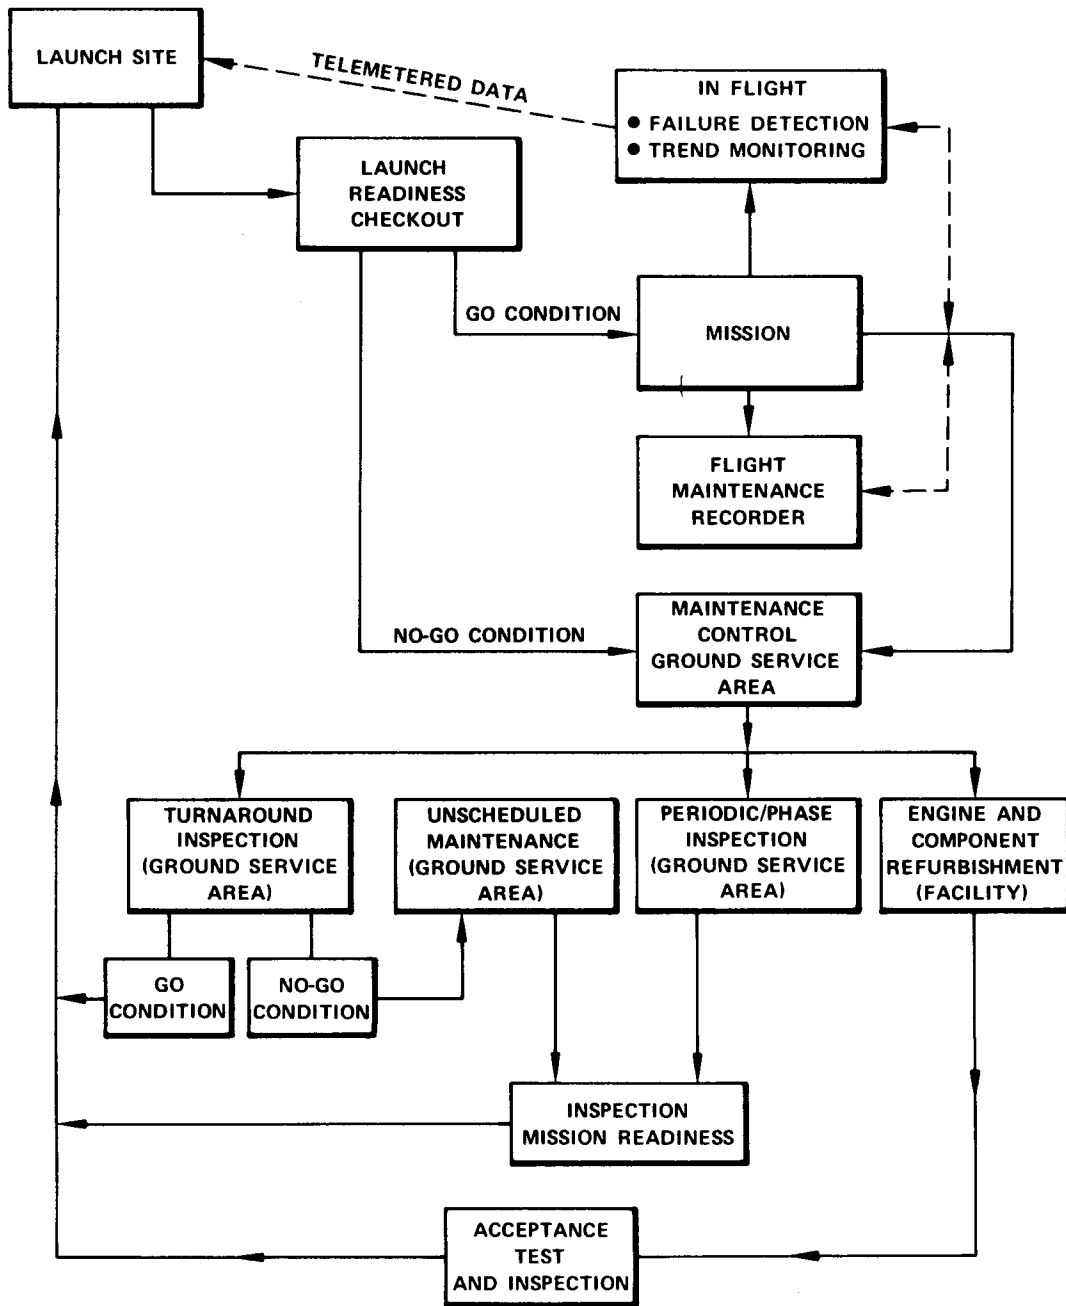 LAUNCH SITE
TELEMETERED DATA
IN FLIGHT
● FAILURE DETECTION
● TREND MONITORING
LAUNCH
READINESS
CHECKOUT
GO CONDITION
MISSION
FLIGHT
MAINTENANCE
RECORDER
NO-GO CONDITION
MAINTENANCE
CONTROL
GROUND SERVICE
AREA
TURNAROUND
INSPECTION
(GROUND SERVICE
AREA)
UNSCHEDULED
MAINTENANCE
(GROUND SERVICE
AREA)
PERIODIC/PHASE
INSPECTION
(GROUND SERVICE
AREA)
ENGINE AND
COMPONENT
REFURBISHMENT
(FACILITY)
GO
CONDITION
NO-GO
CONDITION
INSPECTION
MISSION READINESS
ACCEPTANCE
TEST
AND INSPECTION